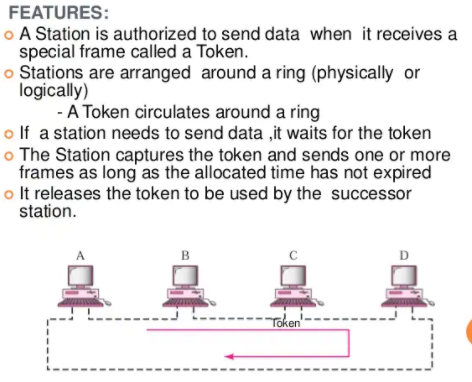 FEATURES:
A Station is authorized to send data when it receives a
special frame called a Token.
Stations are arranged around a ring (physically or
logically)
- A Token circulates around a ring
If a station needs to send data ,it waits for the token
The Station captures the token and sends one or more
frames as long as the allocated time has not expired
It releases the token to be used by the successor
station.
A B C D
Token